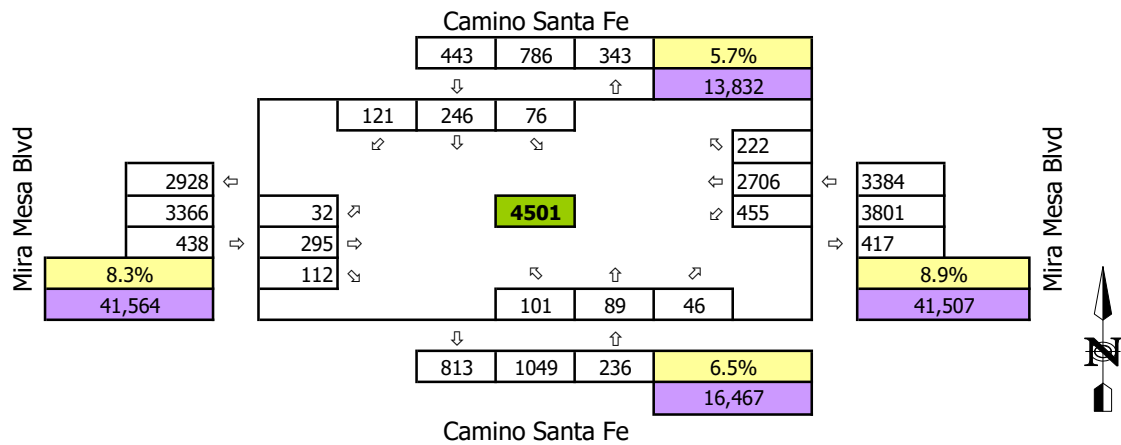 Camino Santa Fe
443 786 343 5.7%
13,832
121 246 76
222
2928 2706 3384
3366 32 4501 455 3801
438 295 417
8.3% 112 8.9%
41,564 101 89 46 41,507
813 1049 236 6.5%
16,467
Camino Santa Fe
Mira Mesa Blvd
Mira Mesa Blvd
N